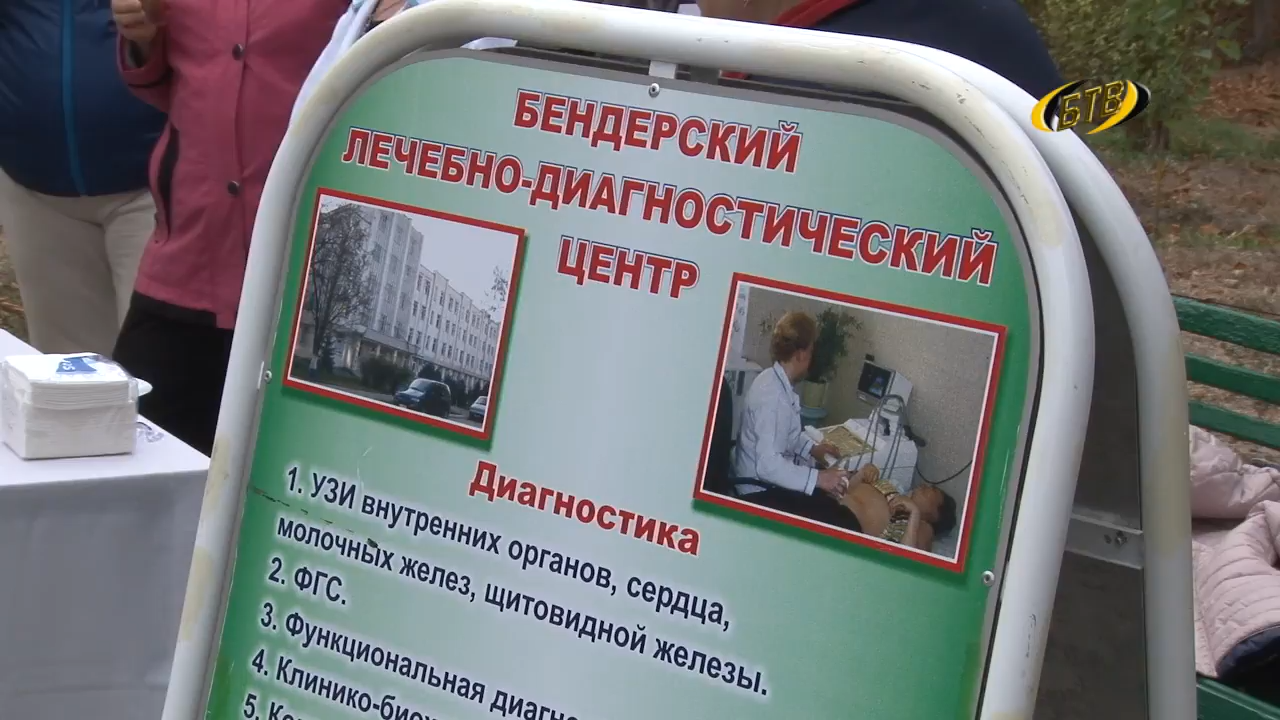 БТВ
БЕНДЕРСКИЙ
ЛЕЧЕБНО-ДИАГНОСТИЧЕСКИЙ
ЦЕНТР
Диагностика
1. УЗИ внутренних органов, сердца,
молочных желез, щитовидной железы.
2. ФГС.
3. Функциональная
4.
5.